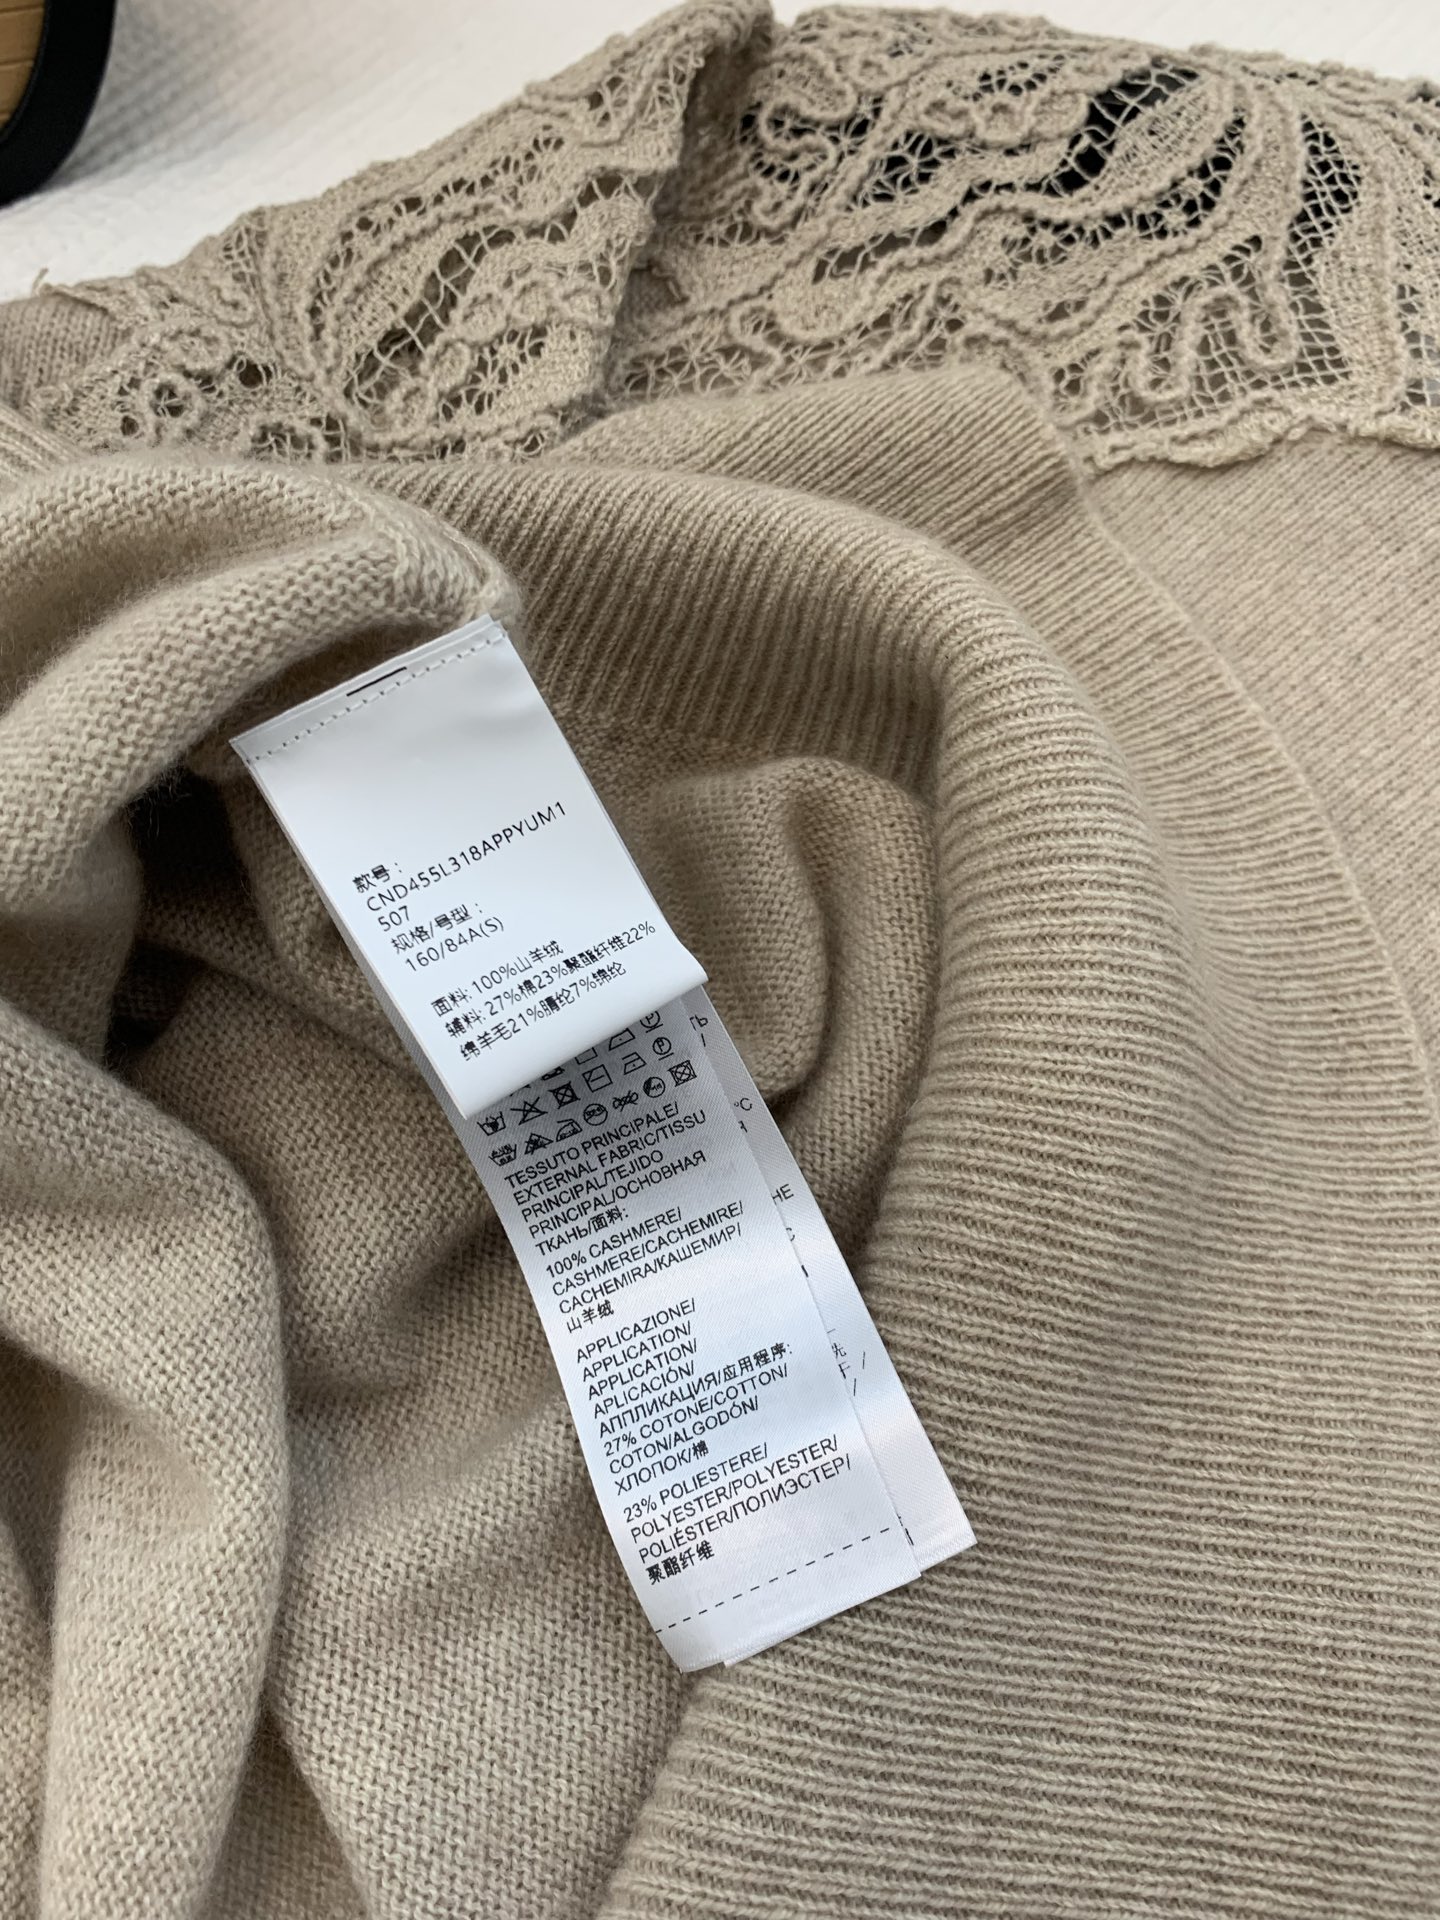 款号：
CND455L318APPYUM1
507
规格/号型：
160/84A(S)
面料: 100%山羊绒
辅料: 27%棉23%聚酯纤维22%
绵羊毛21%腈纶7%锦纶
TESSUTO PRINCIPALE/
EXTERNAL FABRIC/TISSU
PRINCIPAL/TEJIDO
PRINCIPAL/ОСНОВНАЯ
ТКАНЬ/面料:
100% CASHMERE/
CASHMERE/CACHEMIRE/
CACHEMIRA/КАШЕМИР/
山羊绒
APPLICAZIONE/
APPLICATION/
APPLICATION/
APLICACIÓN/
АППЛИКАЦИЯ/应用程序:
27% COTONE/COTTON/
COTON/ALGODÓN/
ХЛОПОК/棉
23% POLIESTERE/
POLYESTER/POLYESTER/
POLIÉSTER/ПОЛИЭСТЕР/
聚酯纤维